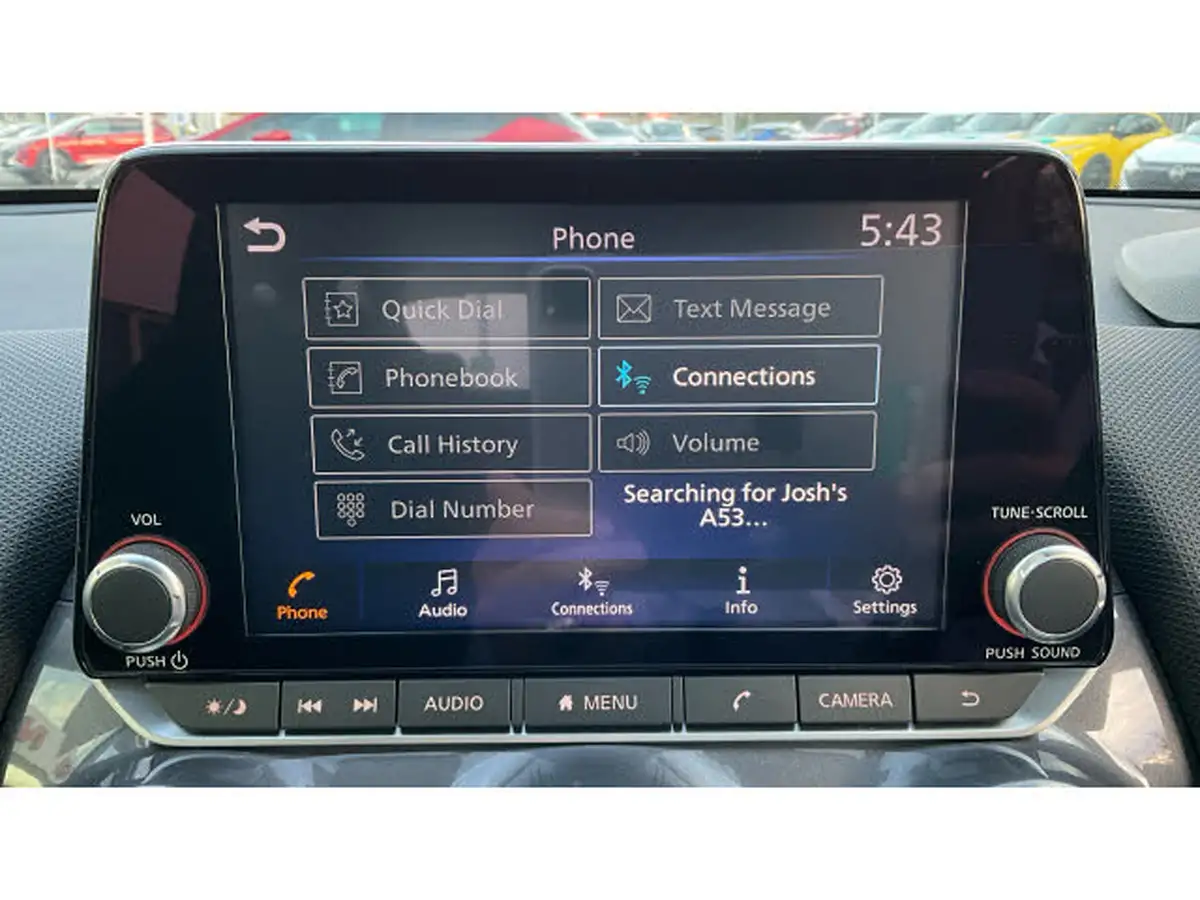 Phone
5:43
Quick Dial
Text Message
Phonebook
Connections
Call History
Volume
Dial Number
Searching for Josh's
A53...
VOL
TUNE·SCROLL
Phone
Audio
Connections
Info
Settings
PUSH
PUSH SOUND
AUDIO
MENU
CAMERA